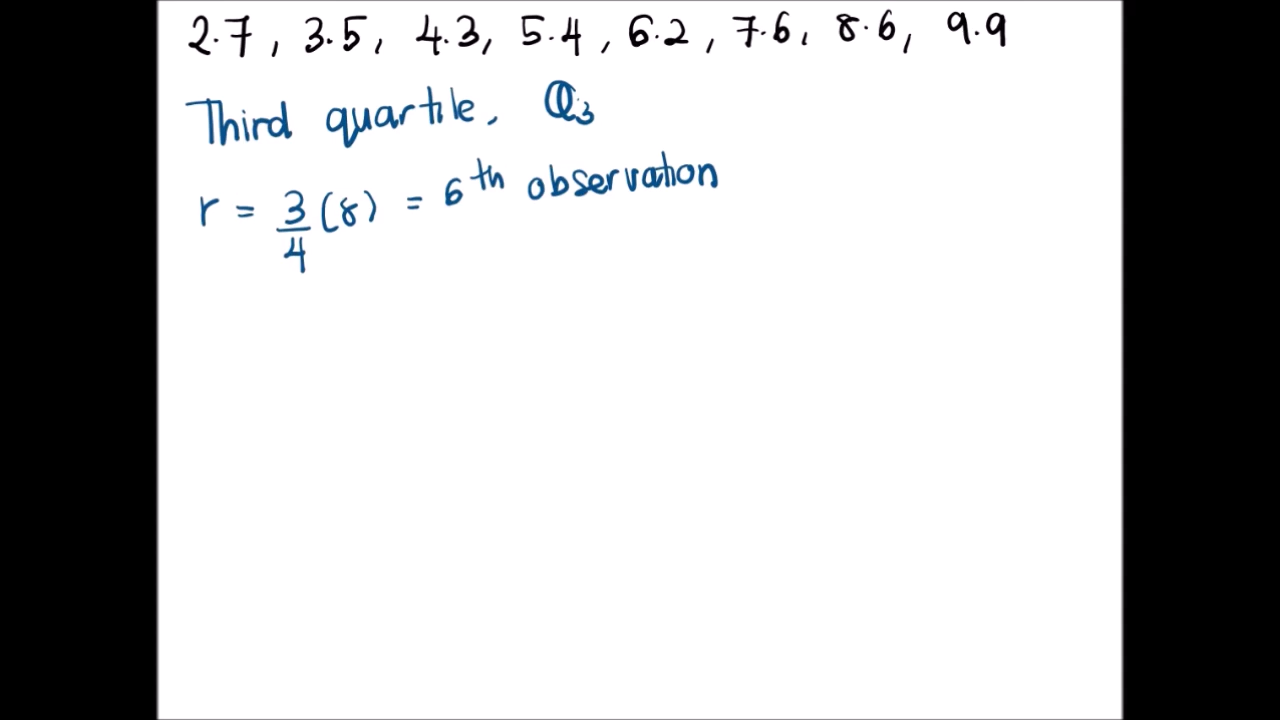 2.7, 3.5, 4.3, 5.4, 6.2, 7.6, 8.6, 9.9
Third quartile, Q₃
r = 3/4 (8) = 6th observation